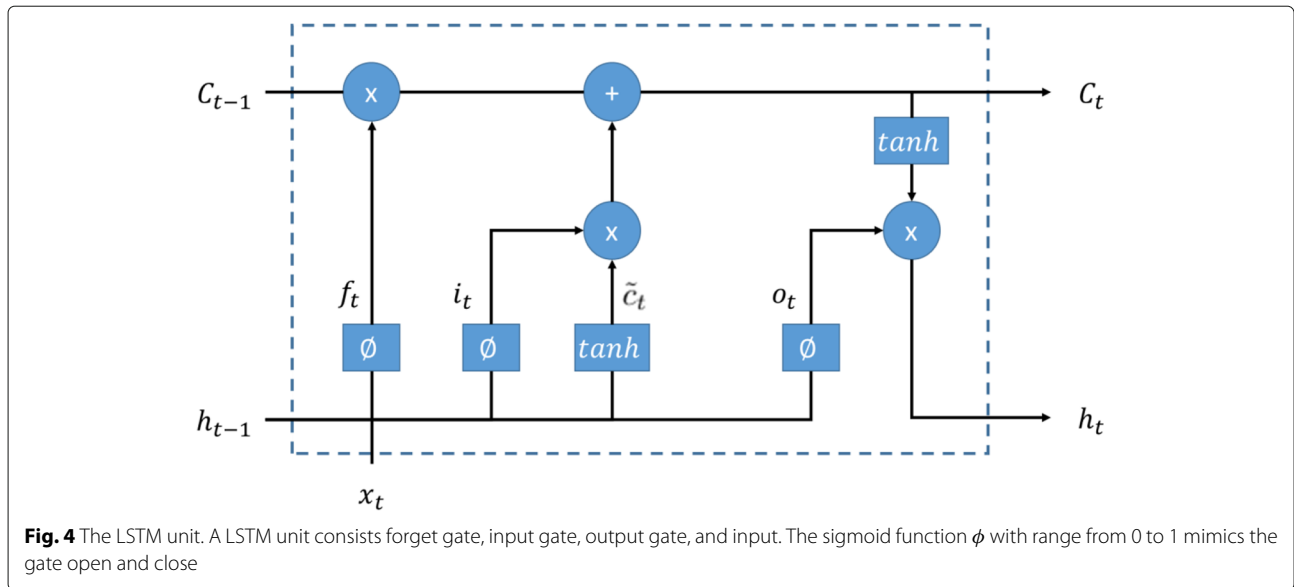 C_{t-1} x + C_t
tanh
x x
f_t i_t c̃_t o_t
∅ ∅ tanh ∅
h_{t-1} h_t
x_t
Fig. 4 The LSTM unit. A LSTM unit consists forget gate, input gate, output gate, and input. The sigmoid function ϕ with range from 0 to 1 mimics the
gate open and close